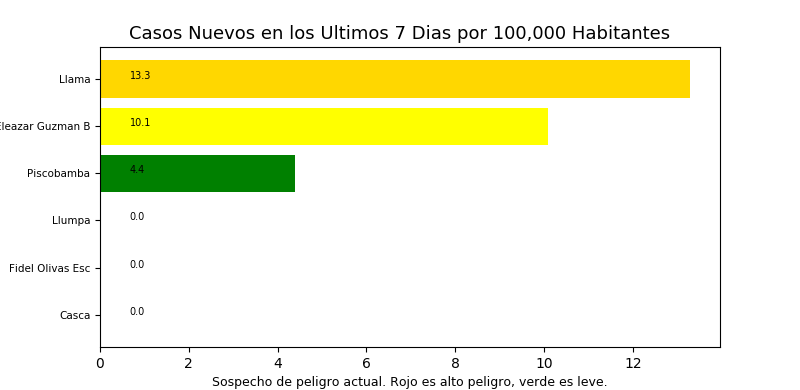 Casos Nuevos en los Ultimos 7 Dias por 100,000 Habitantes
Llama 13.3
Eleazar Guzman B 10.1
Piscobamba 4.4
Llumpa 0.0
Fidel Olivas Esc 0.0
Casca 0.0
0 2 4 6 8 10 12
Sospecho de peligro actual. Rojo es alto peligro, verde es leve.